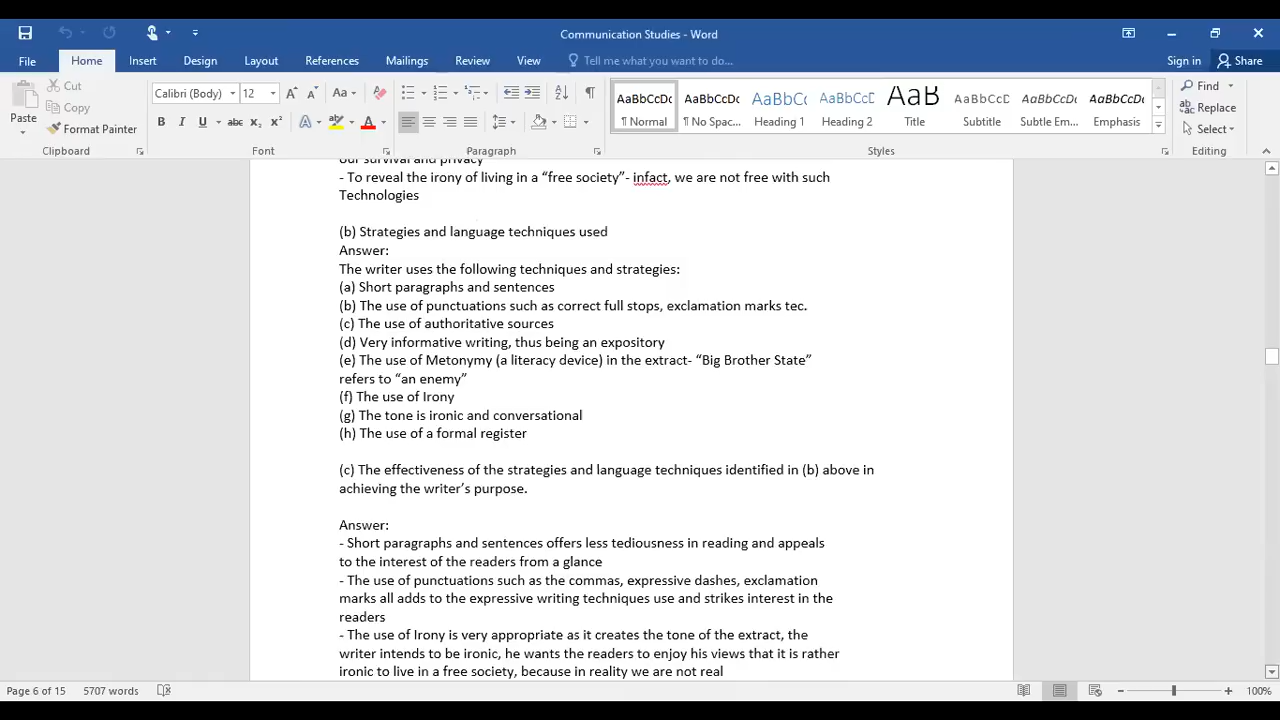 Communication Studies - Word
File Home Insert Design Layout References Mailings Review View Tell me what you want to do... Sign in Share
Paste Cut Copy Format Painter
Calibri (Body) 12
Aa
B I U abc X₂ X² A A
AaBbCcDc ¶ Normal
AaBbCcDc ¶ No Spac...
AaBbCc Heading 1
AaBbCcC Heading 2
AaB Title
AaBbCcD Subtitle
AaBbCcDc Subtle Em...
AaBbCcDc Emphasis
Find
Replace
Select
Clipboard Font Paragraph Styles Editing
our survival and privacy
- To reveal the irony of living in a “free society”- infact, we are not free with such
Technologies
(b) Strategies and language techniques used
Answer:
The writer uses the following techniques and strategies:
(a) Short paragraphs and sentences
(b) The use of punctuations such as correct full stops, exclamation marks tec.
(c) The use of authoritative sources
(d) Very informative writing, thus being an expository
(e) The use of Metonymy (a literacy device) in the extract- “Big Brother State”
refers to “an enemy”
(f) The use of Irony
(g) The tone is ironic and conversational
(h) The use of a formal register
(c) The effectiveness of the strategies and language techniques identified in (b) above in
achieving the writer’s purpose.
Answer:
- Short paragraphs and sentences offers less tediousness in reading and appeals
to the interest of the readers from a glance
- The use of punctuations such as the commas, expressive dashes, exclamation
marks all adds to the expressive writing techniques use and strikes interest in the
readers
- The use of Irony is very appropriate as it creates the tone of the extract, the
writer intends to be ironic, he wants the readers to enjoy his views that it is rather
ironic to live in a free society, because in reality we are not real
Page 6 of 15 5707 words 100%